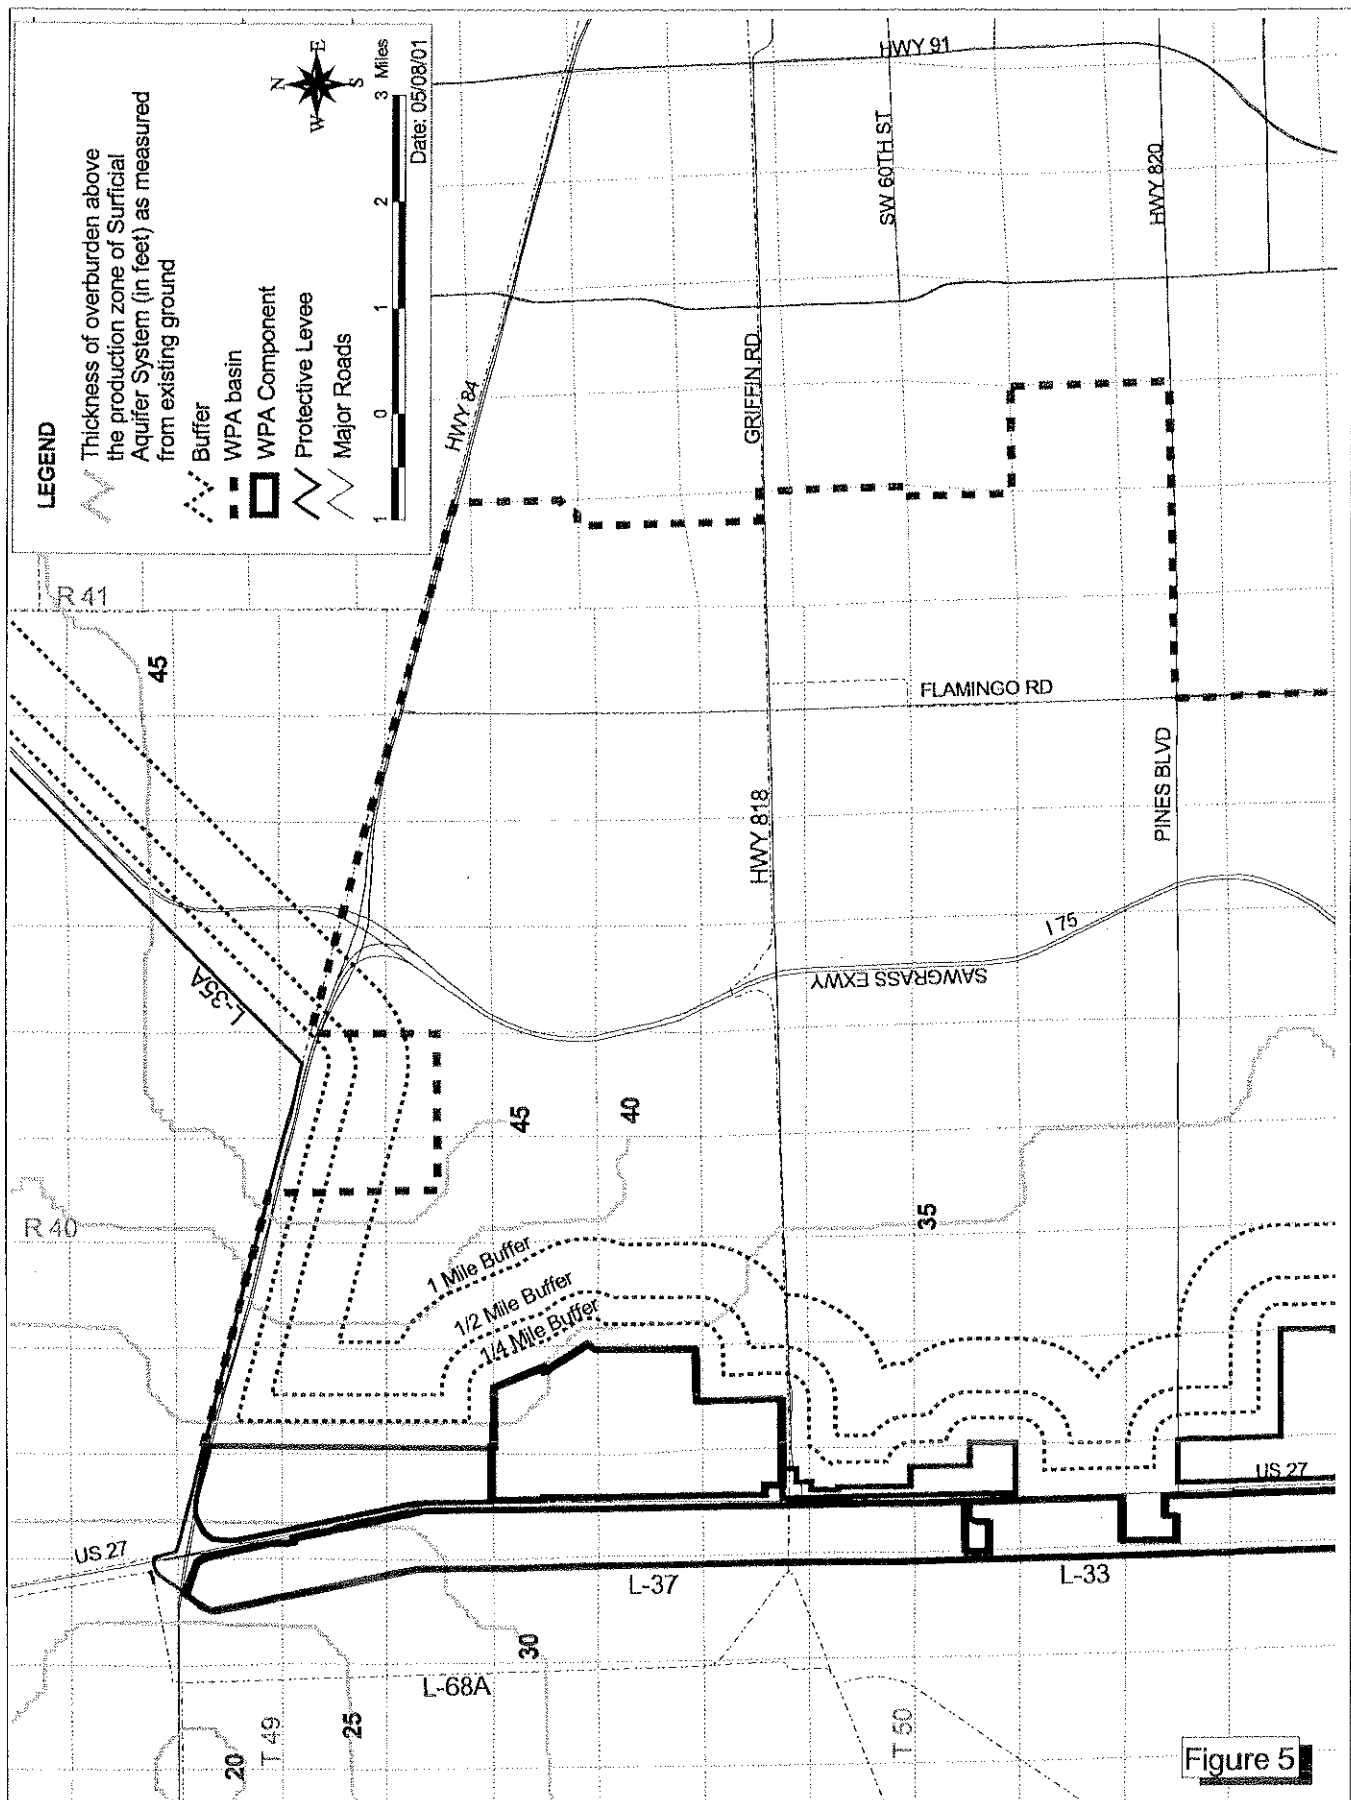 LEGEND
Thickness of overburden above
the production zone of Surficial
Aquifer System (in feet) as measured
from existing ground
Buffer
WPA basin
WPA Component
Protective Levee
Major Roads
N
E
S
W
1 0 1 2 3 Miles
Date: 05/08/01
HWY 91
HWY 84
GRIFFIN RD
SW 60TH ST
HWY 820
R 41
45
FLAMINGO RD
PINES BLVD
HWY 818
I 75
SAWGRASS EXWY
L-35A
R 40
45
40
35
1 Mile Buffer
1/2 Mile Buffer
1/4 Mile Buffer
US 27
US 27
L-37
L-33
30
L-68A
25
20
T 49
T 50
Figure 5